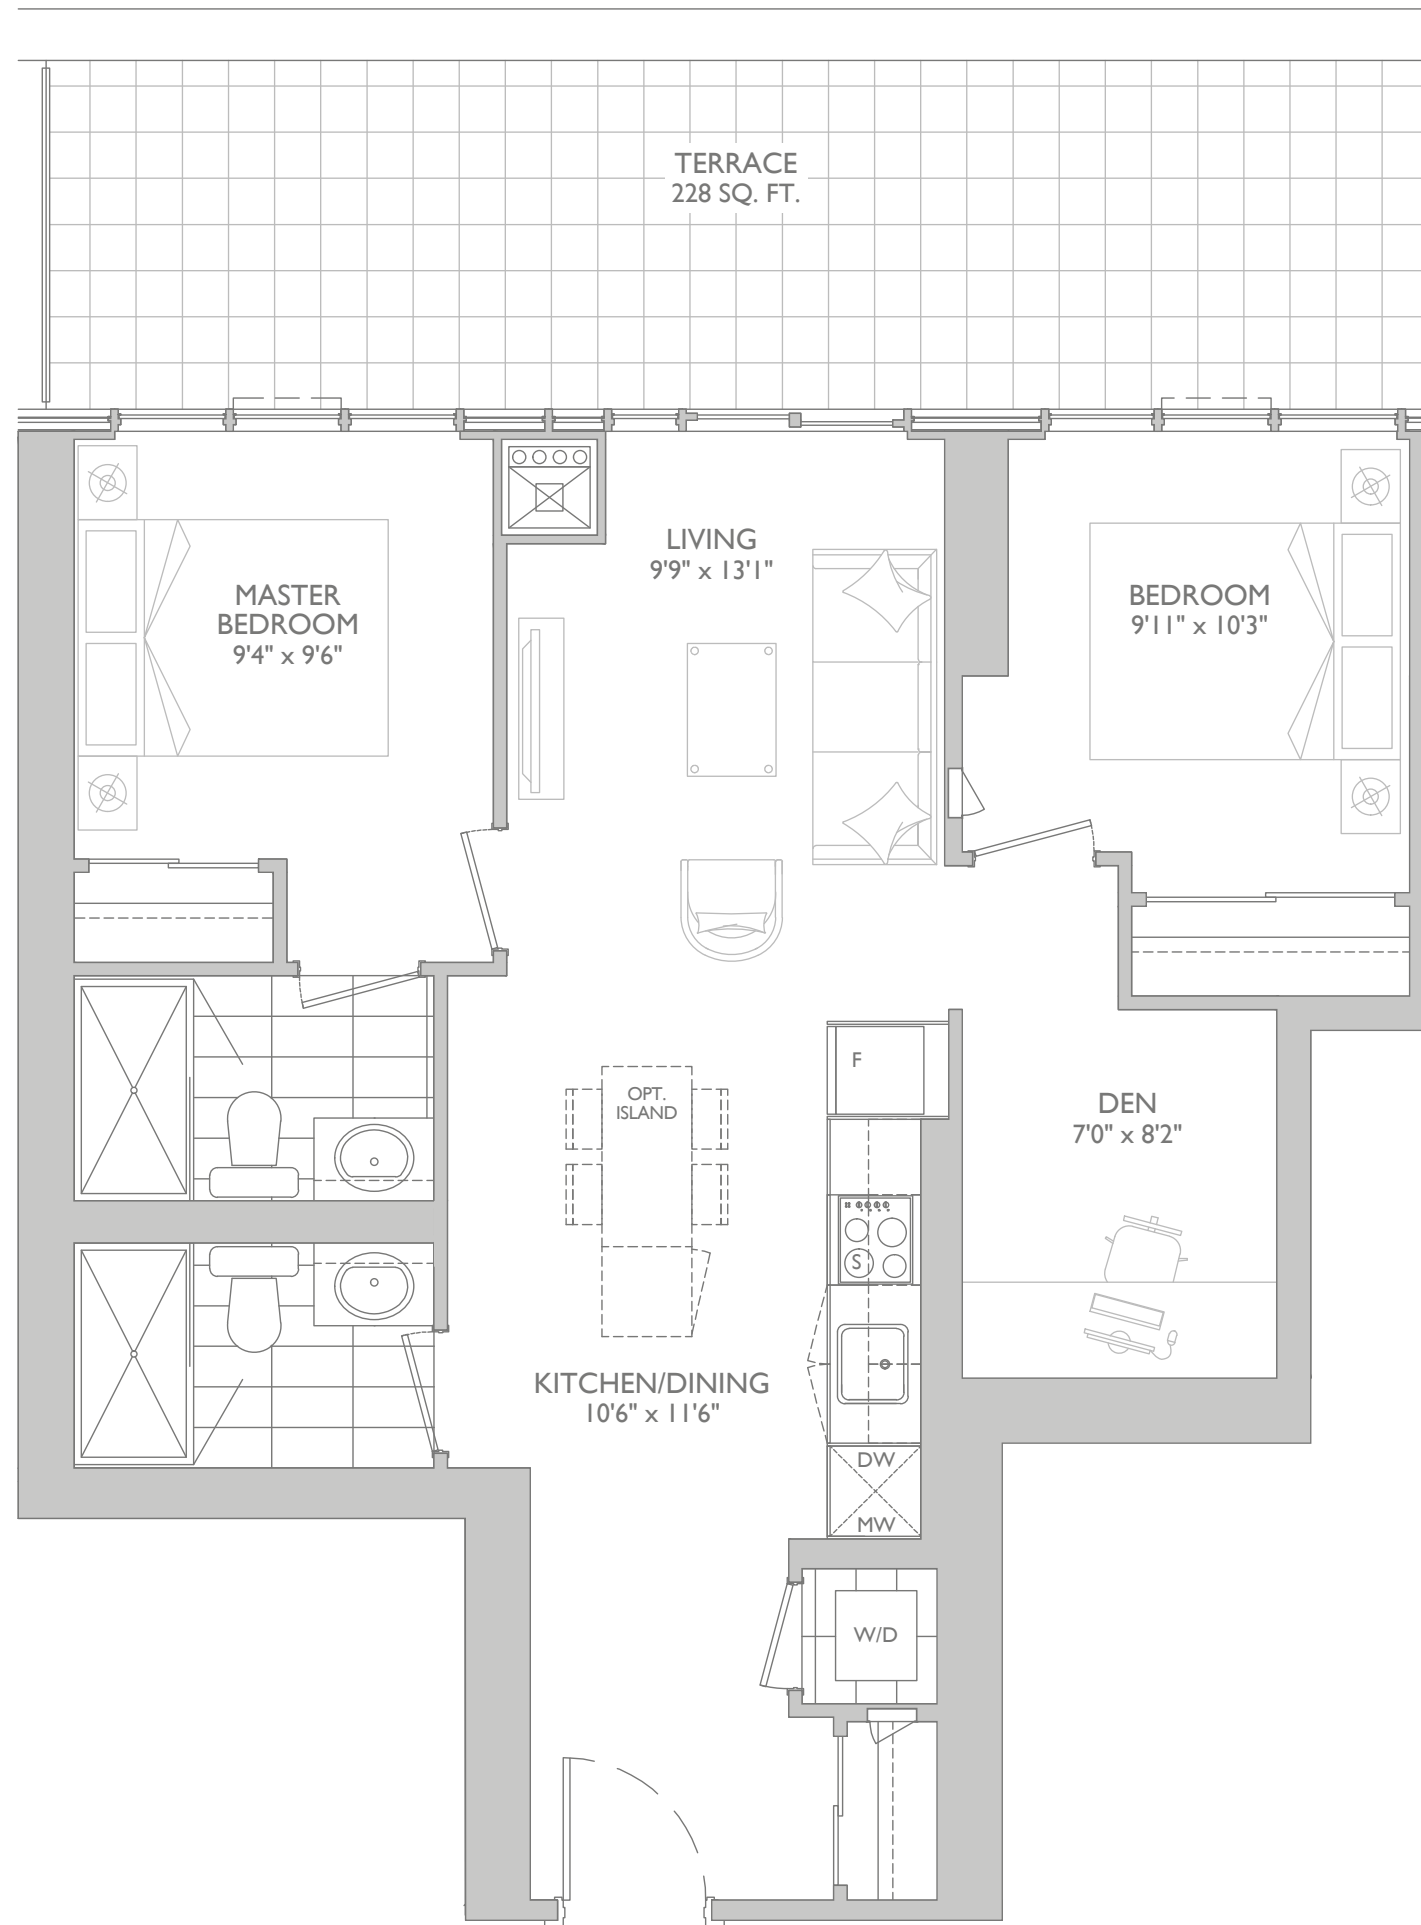 TERRACE
228 SQ. FT.
LIVING
9'9" x 13'1"
MASTER
BEDROOM
9'4" x 9'6"
BEDROOM
9'11" x 10'3"
F
OPT.
ISLAND
DEN
7'0" x 8'2"
S
KITCHEN/DINING
10'6" x 11'6"
DW
MW
W/D